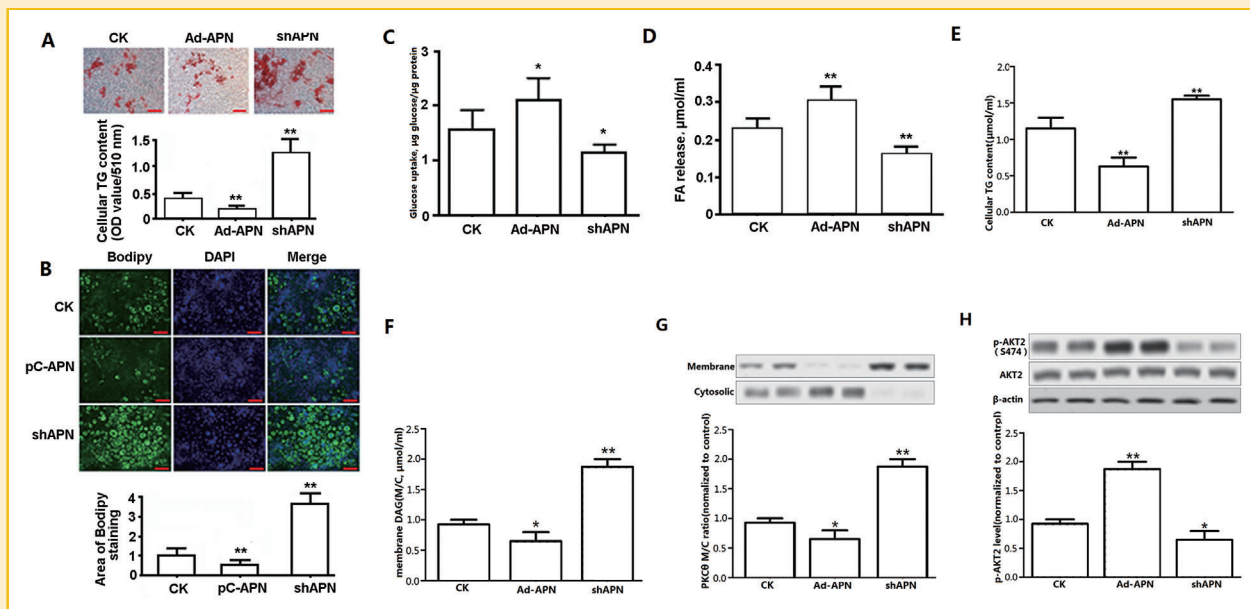 A
CK Ad-APN shAPN
Cellular TG content
(OD value/510 nm)
1.5
1.0
0.5
0
**
**
CK Ad-APN shAPN
B
Bodipy DAPI Merge
CK
pC-APN
shAPN
Area of Bodipy
staining
4
3
2
1
0
**
**
CK pC-APN shAPN
C
Glucose uptake, µg glucose/µg protein
3
2
1
0
*
*
CK Ad-APN shAPN
D
FA release, µmol/ml
0.4
0.3
0.2
0.1
0
**
**
CK Ad-APN shAPN
E
Cellular TG content(µmol/ml)
2.0
1.5
1.0
0.5
0.0
**
**
CK Ad-APN shAPN
F
membrane DAG(M/C, µmol/ml)
2.0
1.5
1.0
0.5
0.0
*
**
CK Ad-APN shAPN
G
Membrane
Cytosolic
PKCθ M/C ratio(nomalized to control)
2.0
1.5
1.0
0.5
0.0
*
**
CK Ad-APN shAPN
H
p-AKT2
( S474 )
AKT2
β-actin
p-AKT2 level(normalized to control)
2.0
1.5
1.0
0.5
0.0
**
*
CK Ad-APN shAPN